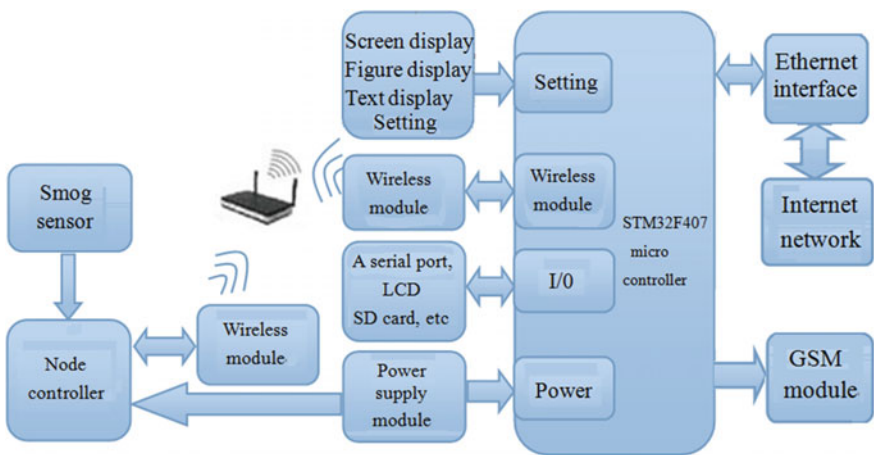 Screen display
Figure display
Text display
Setting
Setting
Ethernet
interface
Smog
sensor
Wireless
module
Wireless
module
STM32F407
micro
controller
Internet
network
A serial port,
LCD
SD card, etc
I/0
Node
controller
Wireless
module
Power
supply
module
Power
GSM
module